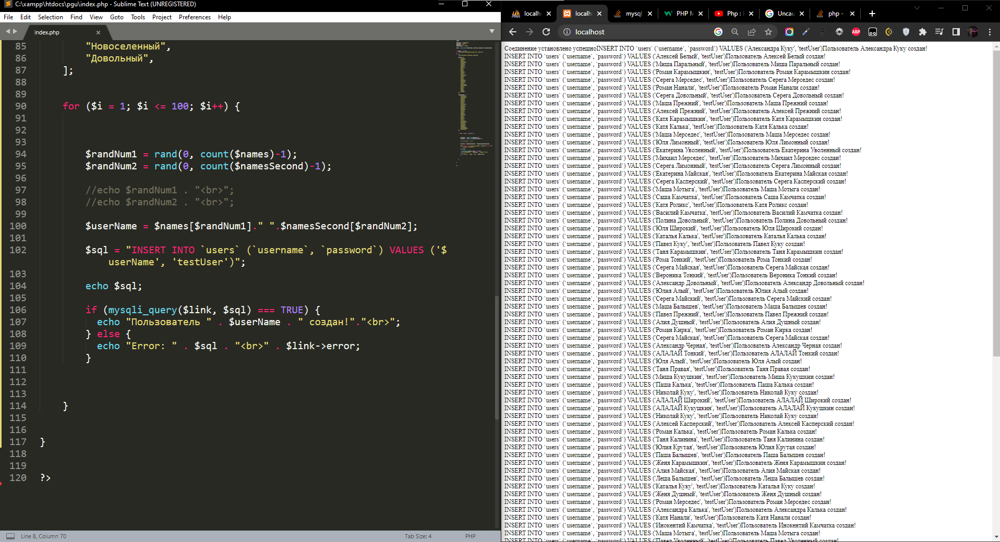 C:\xampp\htdocs\pgu\index.php - Sublime Text (UNREGISTERED)
File Edit Selection Find View Goto Tools Project Preferences Help
index.php
85 "Новоселенный",
86 "Довольный",
87 ];
88
89
90 for ($i = 1; $i <= 100; $i++) {
91
92
93
94 $randNum1 = rand(0, count($names)-1);
95 $randNum2 = rand(0, count($namesSecond)-1);
96
97 //echo $randNum1 . "<br>";
98 //echo $randNum2 . "<br>";
99
100 $userName = $names[$randNum1]." ".$namesSecond[$randNum2];
101
102 $sql = "INSERT INTO `users` (`username`, `password`) VALUES ('$
userName', 'testUser')";
103
104 echo $sql;
105
106 if (mysqli_query($link, $sql) === TRUE) {
107 echo "Пользователь " . $userName . " создан!"."<br>";
108 } else {
109 echo "Error: " . $sql . "<br>" . $link->error;
110 }
111
112
113
114 }
115
116
117 }
118
119
120 ?>
Line 8, Column 70 Tab Size: 4 PHP
localh localh mysql PHP M Php : Uncau php -
localhost
ABP
Соединение установлено успешноINSERT INTO `users` (`username`, `password`) VALUES ('Александра Куку', 'testUser')Пользователь Александра Куку создан!
INSERT INTO `users` (`username`, `password`) VALUES ('Алексей Белый', 'testUser')Пользователь Алексей Белый создан!
INSERT INTO `users` (`username`, `password`) VALUES ('Миша Паральный', 'testUser')Пользователь Миша Паральный создан!
INSERT INTO `users` (`username`, `password`) VALUES ('Роман Карамышкин', 'testUser')Пользователь Роман Карамышкин создан!
INSERT INTO `users` (`username`, `password`) VALUES ('Серега Мерседес', 'testUser')Пользователь Серега Мерседес создан!
INSERT INTO `users` (`username`, `password`) VALUES ('Роман Нанали', 'testUser')Пользователь Роман Нанали создан!
INSERT INTO `users` (`username`, `password`) VALUES ('Серега Довольный', 'testUser')Пользователь Серега Довольный создан!
INSERT INTO `users` (`username`, `password`) VALUES ('Маша Прежний', 'testUser')Пользователь Маша Прежний создан!
INSERT INTO `users` (`username`, `password`) VALUES ('Алексей Прежний', 'testUser')Пользователь Алексей Прежний создан!
INSERT INTO `users` (`username`, `password`) VALUES ('Катя Карамышкин', 'testUser')Пользователь Катя Карамышкин создан!
INSERT INTO `users` (`username`, `password`) VALUES ('Катя Калька', 'testUser')Пользователь Катя Калька создан!
INSERT INTO `users` (`username`, `password`) VALUES ('Маша Мерседес', 'testUser')Пользователь Маша Мерседес создан!
INSERT INTO `users` (`username`, `password`) VALUES ('Юля Лимонный', 'testUser')Пользователь Юля Лимонный создан!
INSERT INTO `users` (`username`, `password`) VALUES ('Екатерина Уволенный', 'testUser')Пользователь Екатерина Уволенный создан!
INSERT INTO `users` (`username`, `password`) VALUES ('Михаил Мерседес', 'testUser')Пользователь Михаил Мерседес создан!
INSERT INTO `users` (`username`, `password`) VALUES ('Серега Лимонный', 'testUser')Пользователь Серега Лимонный создан!
INSERT INTO `users` (`username`, `password`) VALUES ('Екатерина Майская', 'testUser')Пользователь Екатерина Майская создан!
INSERT INTO `users` (`username`, `password`) VALUES ('Серега Касперский', 'testUser')Пользователь Серега Касперский создан!
INSERT INTO `users` (`username`, `password`) VALUES ('Маша Мотыга', 'testUser')Пользователь Маша Мотыга создан!
INSERT INTO `users` (`username`, `password`) VALUES ('Саша Камчатка', 'testUser')Пользователь Саша Камчатка создан!
INSERT INTO `users` (`username`, `password`) VALUES ('Катя Роликс', 'testUser')Пользователь Катя Роликс создан!
INSERT INTO `users` (`username`, `password`) VALUES ('Василий Камчатка', 'testUser')Пользователь Василий Камчатка создан!
INSERT INTO `users` (`username`, `password`) VALUES ('Полина Довольный', 'testUser')Пользователь Полина Довольный создан!
INSERT INTO `users` (`username`, `password`) VALUES ('Юля Широкий', 'testUser')Пользователь Юля Широкий создан!
INSERT INTO `users` (`username`, `password`) VALUES ('Каталья Калька', 'testUser')Пользователь Каталья Калька создан!
INSERT INTO `users` (`username`, `password`) VALUES ('Павел Куку', 'testUser')Пользователь Павел Куку создан!
INSERT INTO `users` (`username`, `password`) VALUES ('Таня Карамышкин', 'testUser')Пользователь Таня Карамышкин создан!
INSERT INTO `users` (`username`, `password`) VALUES ('Рома Тонкий', 'testUser')Пользователь Рома Тонкий создан!
INSERT INTO `users` (`username`, `password`) VALUES ('Серега Майская', 'testUser')Пользователь Серега Майская создан!
INSERT INTO `users` (`username`, `password`) VALUES ('Вероника Тонкий', 'testUser')Пользователь Вероника Тонкий создан!
INSERT INTO `users` (`username`, `password`) VALUES ('Александр Довольный', 'testUser')Пользователь Александр Довольный создан!
INSERT INTO `users` (`username`, `password`) VALUES ('Юлия Алый', 'testUser')Пользователь Юлия Алый создан!
INSERT INTO `users` (`username`, `password`) VALUES ('Серега Майский', 'testUser')Пользователь Серега Майский создан!
INSERT INTO `users` (`username`, `password`) VALUES ('Маша Балышев', 'testUser')Пользователь Маша Балышев создан!
INSERT INTO `users` (`username`, `password`) VALUES ('Павел Прежний', 'testUser')Пользователь Павел Прежний создан!
INSERT INTO `users` (`username`, `password`) VALUES ('Алия Душный', 'testUser')Пользователь Алия Душный создан!
INSERT INTO `users` (`username`, `password`) VALUES ('Роман Кирка', 'testUser')Пользователь Роман Кирка создан!
INSERT INTO `users` (`username`, `password`) VALUES ('Серега Майская', 'testUser')Пользователь Серега Майская создан!
INSERT INTO `users` (`username`, `password`) VALUES ('Александр Черная', 'testUser')Пользователь Александр Черная создан!
INSERT INTO `users` (`username`, `password`) VALUES ('АЛАЛАЙ Тонкий', 'testUser')Пользователь АЛАЛАЙ Тонкий создан!
INSERT INTO `users` (`username`, `password`) VALUES ('Юля Алый', 'testUser')Пользователь Юля Алый создан!
INSERT INTO `users` (`username`, `password`) VALUES ('Таня Правая', 'testUser')Пользователь Таня Правая создан!
INSERT INTO `users` (`username`, `password`) VALUES ('Миша Кукушкин', 'testUser')Пользователь Миша Кукушкин создан!
INSERT INTO `users` (`username`, `password`) VALUES ('Паша Калька', 'testUser')Пользователь Паша Калька создан!
INSERT INTO `users` (`username`, `password`) VALUES ('Николай Куку', 'testUser')Пользователь Николай Куку создан!
INSERT INTO `users` (`username`, `password`) VALUES ('АЛАЛАЙ Широкий', 'testUser')Пользователь АЛАЛАЙ Широкий создан!
INSERT INTO `users` (`username`, `password`) VALUES ('АЛАЛАЙ Кукушкин', 'testUser')Пользователь АЛАЛАЙ Кукушкин создан!
INSERT INTO `users` (`username`, `password`) VALUES ('Николай Куку', 'testUser')Пользователь Николай Куку создан!
INSERT INTO `users` (`username`, `password`) VALUES ('Алексей Касперский', 'testUser')Пользователь Алексей Касперский создан!
INSERT INTO `users` (`username`, `password`) VALUES ('Роман Калька', 'testUser')Пользователь Роман Калька создан!
INSERT INTO `users` (`username`, `password`) VALUES ('Таня Калинина', 'testUser')Пользователь Таня Калинина создан!
INSERT INTO `users` (`username`, `password`) VALUES ('Юлия Крутая', 'testUser')Пользователь Юлия Крутая создан!
INSERT INTO `users` (`username`, `password`) VALUES ('Паша Балышев', 'testUser')Пользователь Паша Балышев создан!
INSERT INTO `users` (`username`, `password`) VALUES ('Женя Карамышкин', 'testUser')Пользователь Женя Карамышкин создан!
INSERT INTO `users` (`username`, `password`) VALUES ('Алия Майская', 'testUser')Пользователь Алия Майская создан!
INSERT INTO `users` (`username`, `password`) VALUES ('Леша Балышев', 'testUser')Пользователь Леша Балышев создан!
INSERT INTO `users` (`username`, `password`) VALUES ('Каталья Куку', 'testUser')Пользователь Каталья Куку создан!
INSERT INTO `users` (`username`, `password`) VALUES ('Женя Душный', 'testUser')Пользователь Женя Душный создан!
INSERT INTO `users` (`username`, `password`) VALUES ('Роман Мерседес', 'testUser')Пользователь Роман Мерседес создан!
INSERT INTO `users` (`username`, `password`) VALUES ('Александра Калька', 'testUser')Пользователь Александра Калька создан!
INSERT INTO `users` (`username`, `password`) VALUES ('Катя Нанали', 'testUser')Пользователь Катя Нанали создан!
INSERT INTO `users` (`username`, `password`) VALUES ('Инокентий Камчатка', 'testUser')Пользователь Инокентий Камчатка создан!
INSERT INTO `users` (`username`, `password`) VALUES ('Маша Мотыга', 'testUser')Пользователь Маша Мотыга создан!
INSERT INTO `users` (`username`, `password`) VALUES ('Павел Уволенный', 'testUser')Пользователь Павел Уволенный создан!